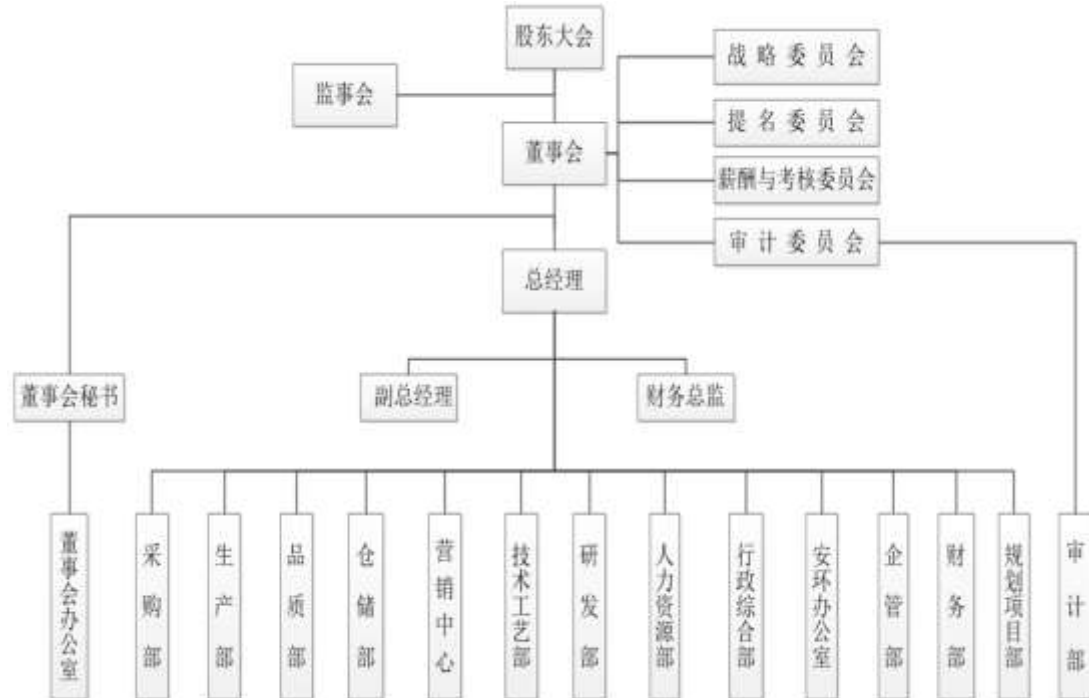 股东大会
战略委员会
监事会
提名委员会
董事会
薪酬与考核委员会
审计委员会
总经理
董事会秘书
副总经理
财务总监
董事会办公室
采购部
生产部
品质部
仓储部
营销中心
技术工艺部
研发部
人力资源部
行政综合部
安环办公室
企管部
财务部
规划项目部
审计部